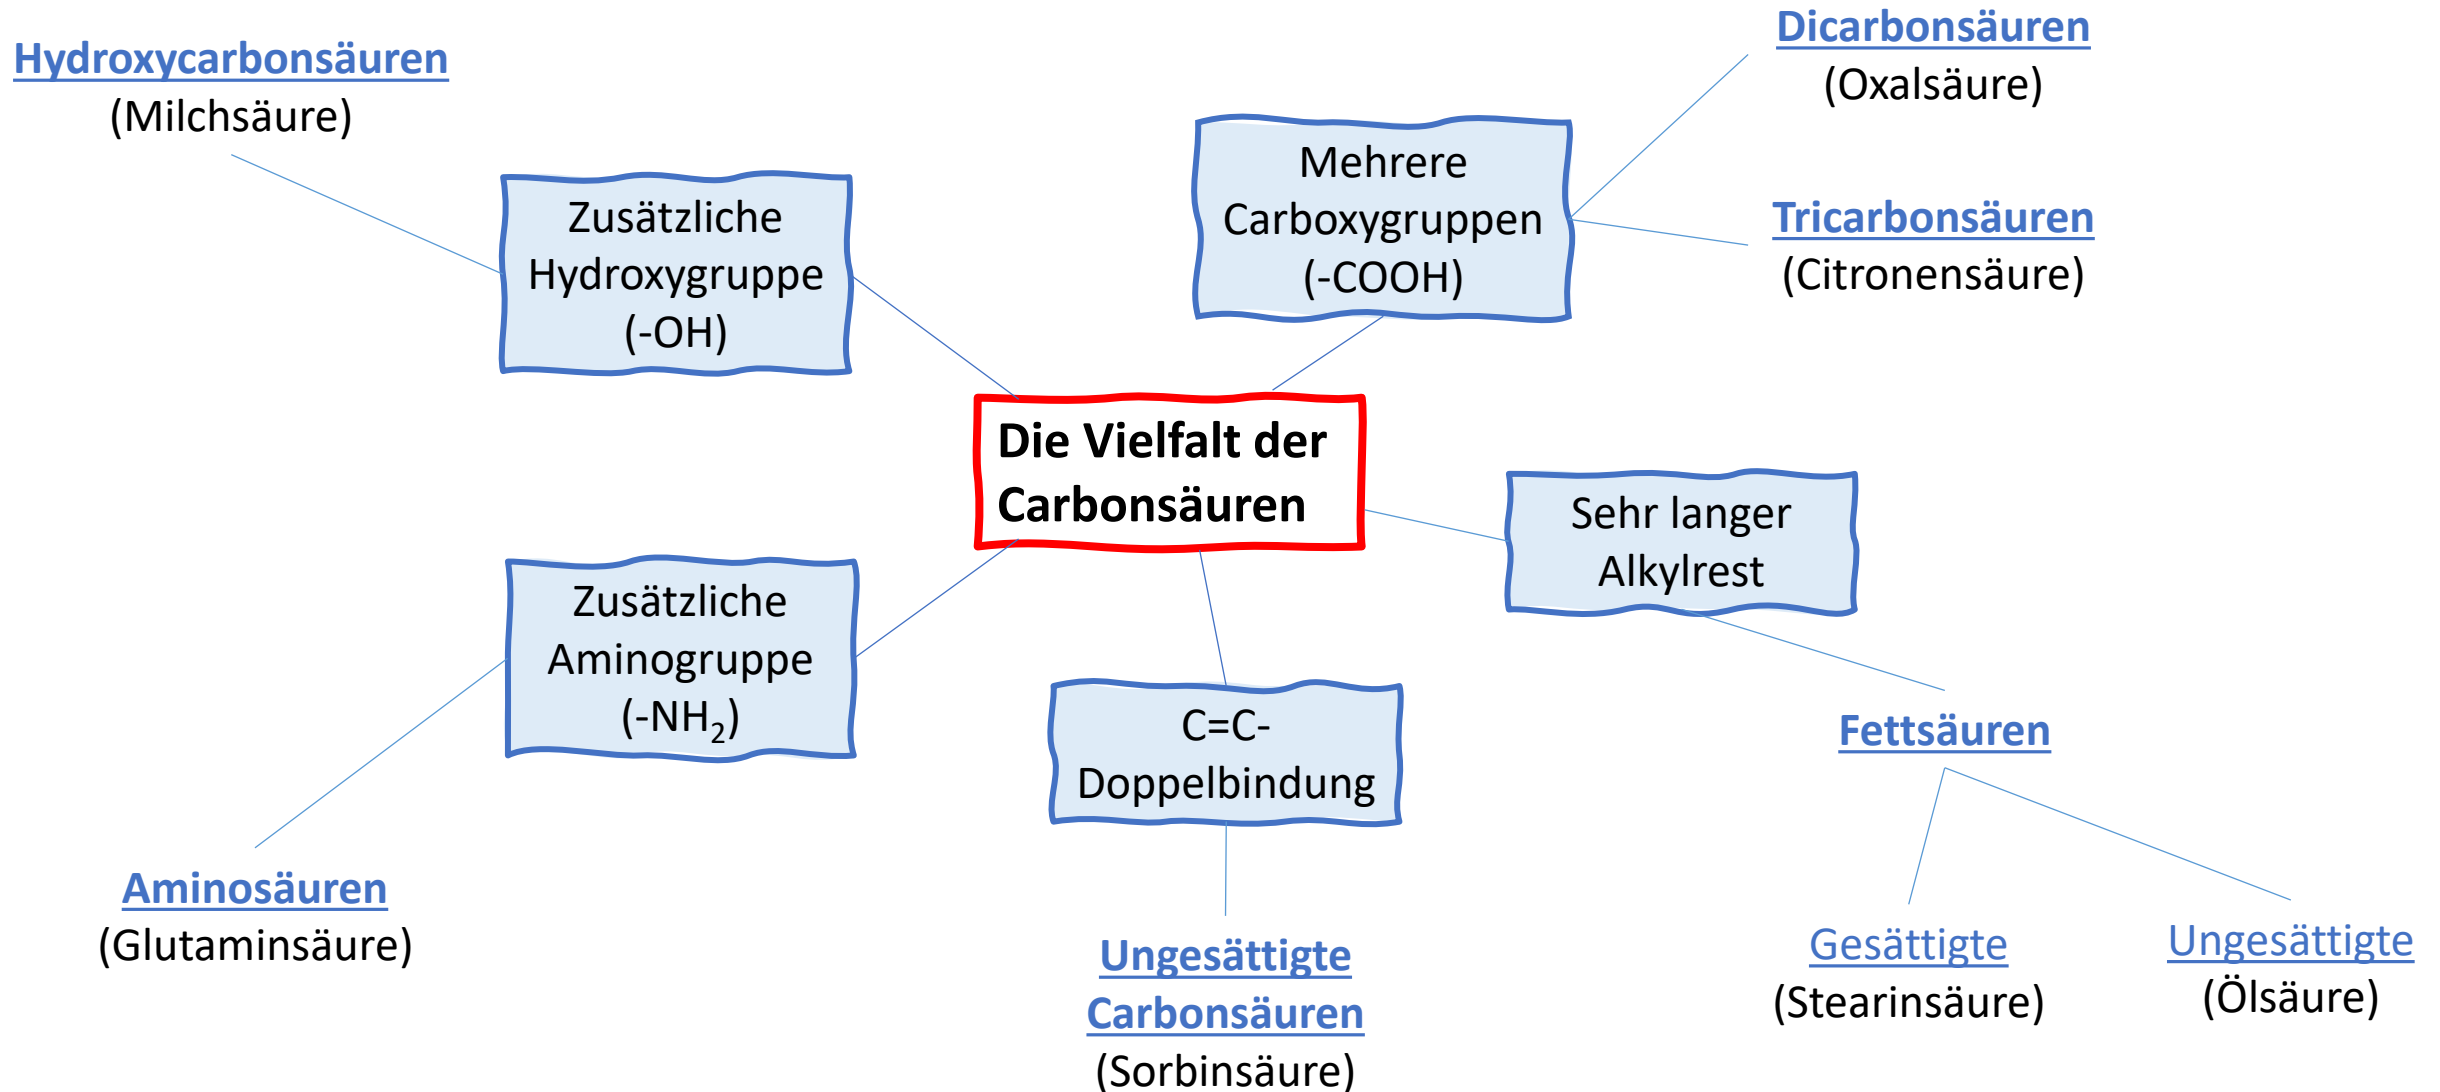 Hydroxycarbonsäuren
(Milchsäure)
Zusätzliche
Hydroxygruppe
(-OH)
Mehrere
Carboxygruppen
(-COOH)
Dicarbonsäuren
(Oxalsäure)
Tricarbonsäuren
(Citronensäure)
Die Vielfalt der
Carbonsäuren
Sehr langer
Alkylrest
Zusätzliche
Aminogruppe
(-NH₂)
C=C-
Doppelbindung
Fettsäuren
Aminosäuren
(Glutaminsäure)
Ungesättigte
Carbonsäuren
(Sorbinsäure)
Gesättigte
(Stearinsäure)
Ungesättigte
(Ölsäure)